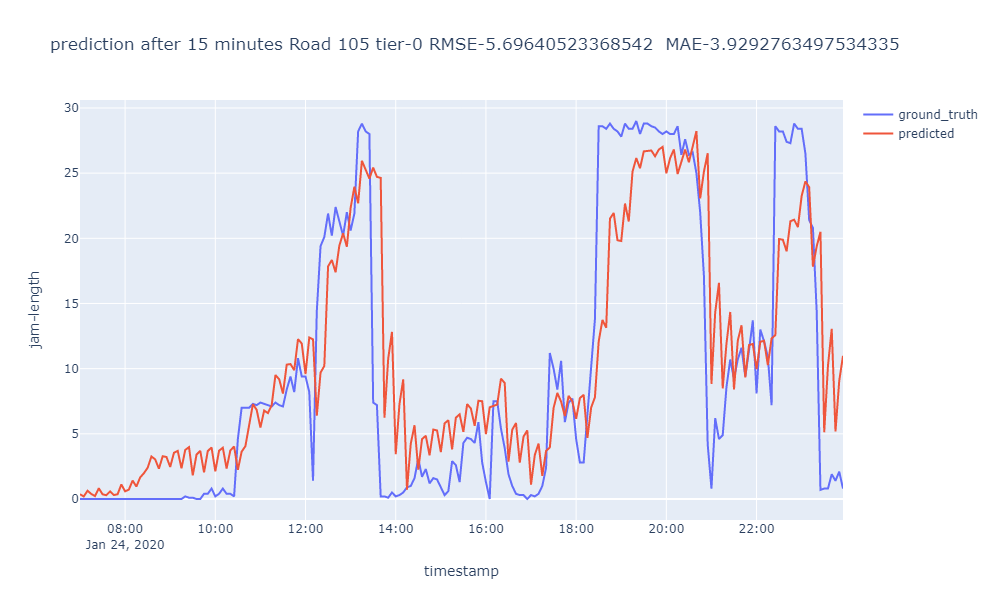 prediction after 15 minutes Road 105 tier-0 RMSE-5.69640523368542  MAE-3.9292763497534335
ground_truth
predicted
jam-length
30
25
20
15
10
5
0
08:00 10:00 12:00 14:00 16:00 18:00 20:00 22:00
Jan 24, 2020
timestamp